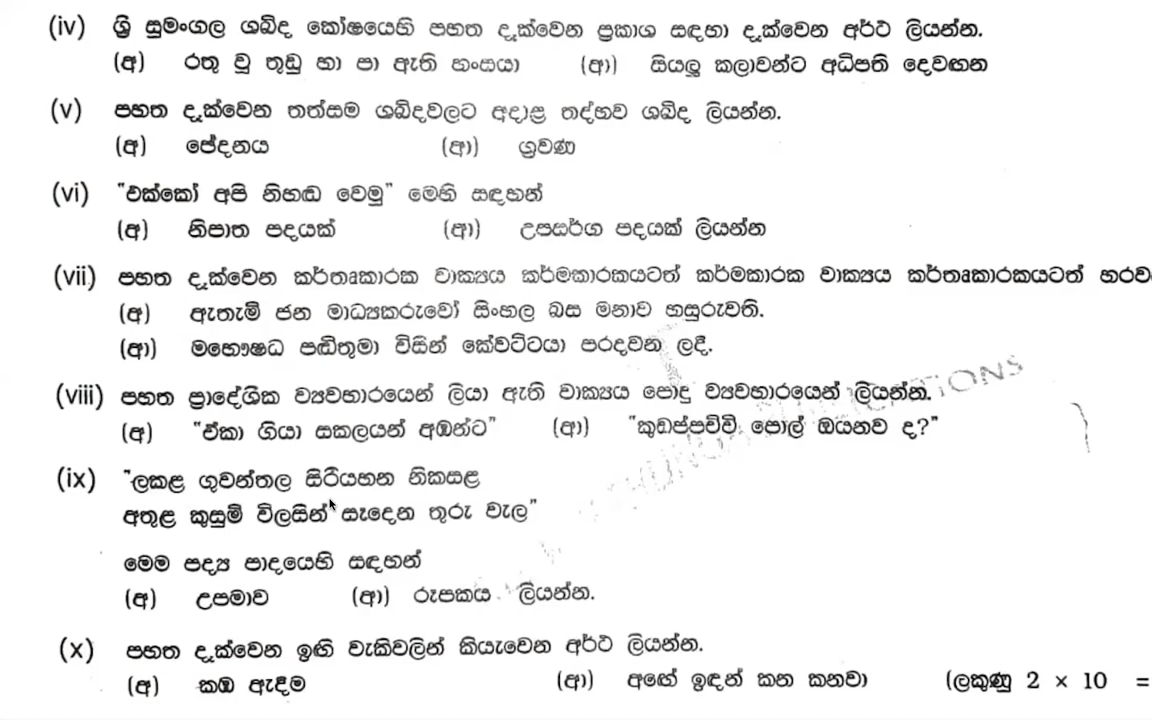 (iv) ශ්‍රී සුමංගල ශබ්ද කෝෂයෙහි පහත දැක්වෙන ප්‍රකාශ සඳහා දැක්වෙන අර්ථ ලියන්න.
(අ) රතු වූ තුඩු හා පා ඇති හංසයා (ආ) සියලු කලාවන්ට අධිපති දෙවඟන
(v) පහත දැක්වෙන තත්සම ශබ්දවලට අදාළ තද්භව ශබ්ද ලියන්න.
(අ) ඡේදනය (ආ) ශ්‍රවණ
(vi) "එක්කෝ අපි නිහඬ වෙමු" මෙහි සඳහන්
(අ) නිපාත පදයක් (ආ) උපසර්ග පදයක් ලියන්න
(vii) පහත දැක්වෙන කර්තෘකාරක වාක්‍යය කර්මකාරකයටත් කර්මකාරක වාක්‍යය කර්තෘකාරකයටත් හරව
(අ) ඇතැම් ජන මාධ්‍යකරුවෝ සිංහල බස මනාව හසුරුවති.
(ආ) මහෞෂධ පඬිතුමා විසින් කේවට්ටයා පරදවන ලදී.
(viii) පහත ප්‍රාදේශීක ව්‍යවහාරයෙන් ලියා ඇති වාක්‍යය පොදු ව්‍යවහාරයෙන් ලියන්න.
(අ) "ඒකා ගියා සකලයන් අඹන්ට" (ආ) "කුඩප්පච්චි පොල් ඔයනව ද?"
(ix) "ලකළ ගුවන්තල සිරියහන නිකසළ
අතුළ කුසුම් විලසින් සැදෙන තුරු වැල"
මෙම පද්‍ය පාදයෙහි සඳහන්
(අ) උපමාව (ආ) රූපකය ලියන්න.
(x) පහත දැක්වෙන ඉඟි වැකිවලින් කියැවෙන අර්ථ ලියන්න.
(අ) කඹ ඇදීම (ආ) අඟේ ඉඳන් කන කනවා (ලකුණු 2 × 10 =